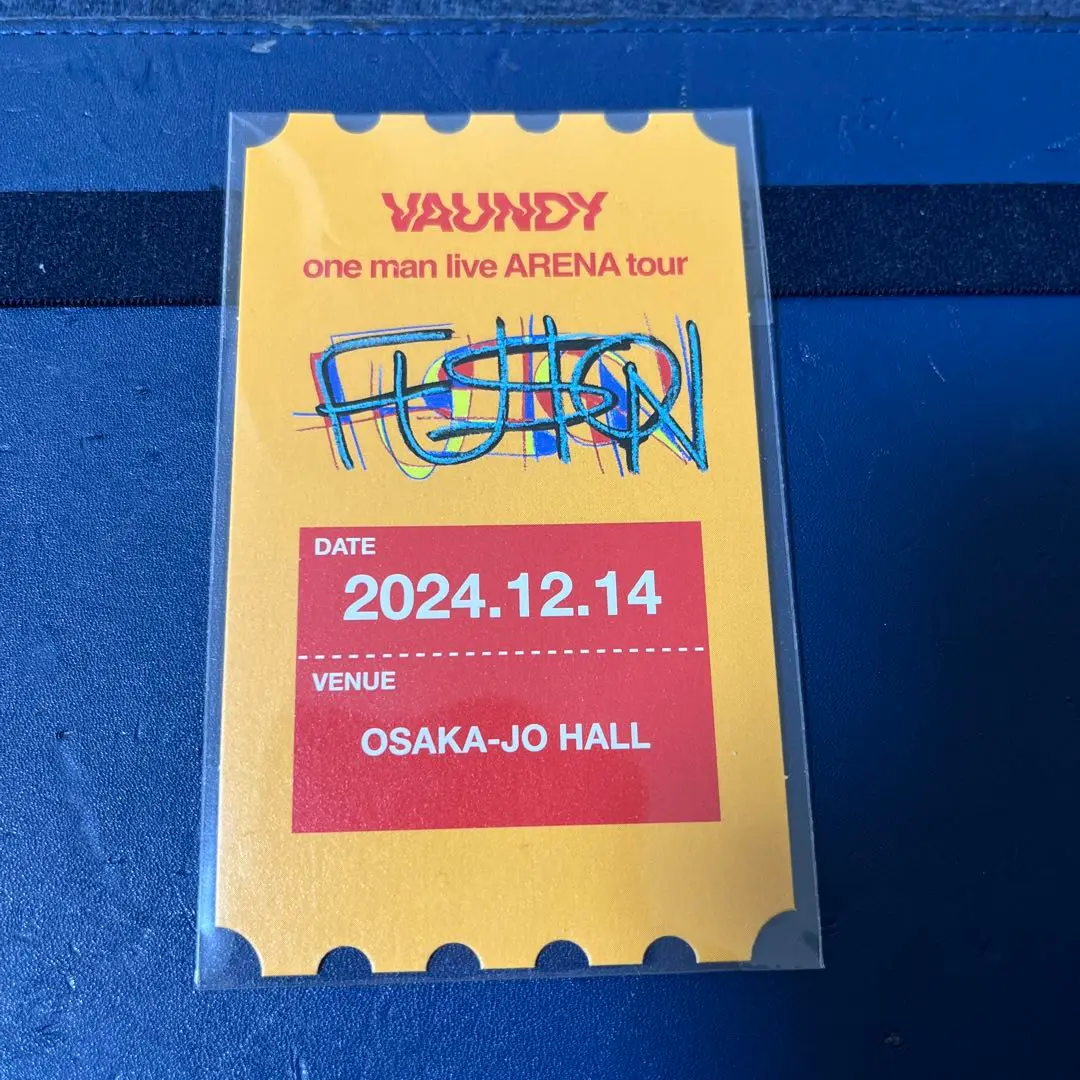 VAUNDY
one man live ARENA tour
FUSION
DATE
2024.12.14
VENUE
OSAKA-JO HALL